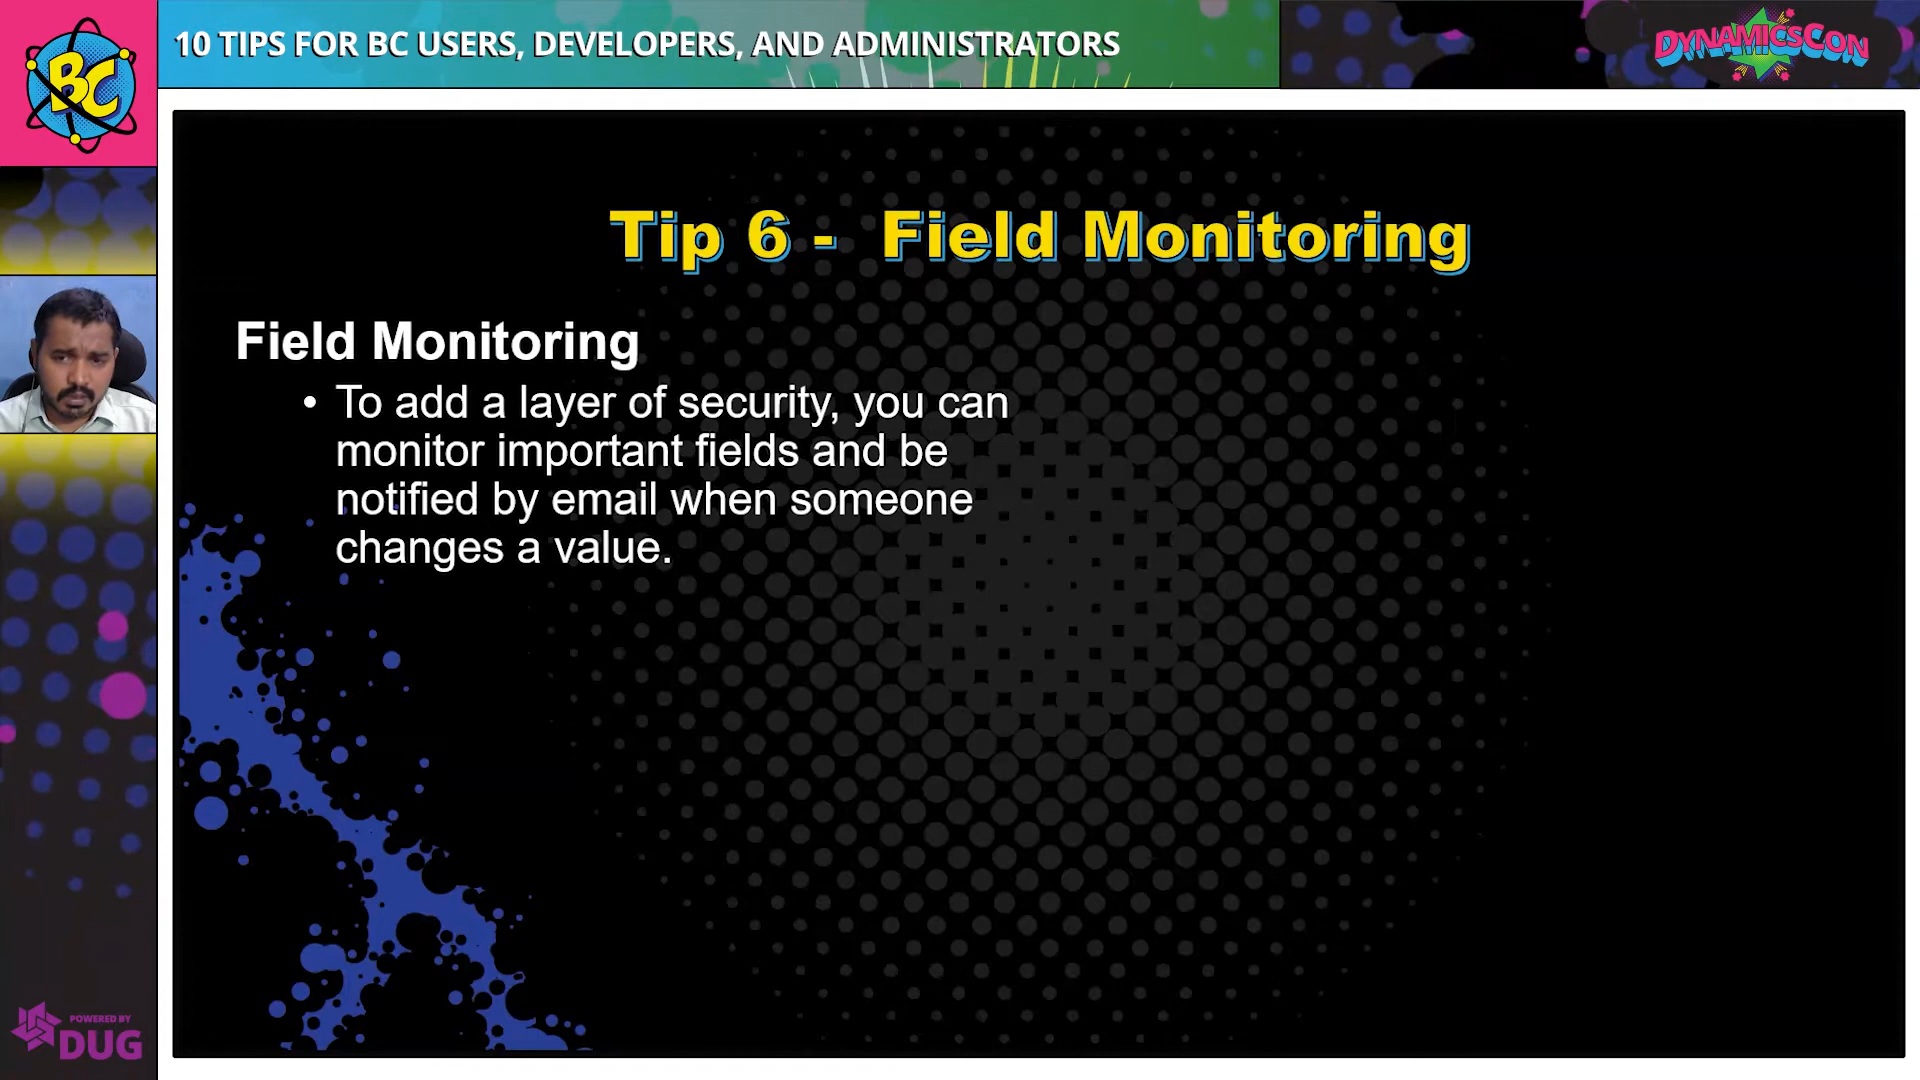 BC
10 TIPS FOR BC USERS, DEVELOPERS, AND ADMINISTRATORS
DYNAMICSCON
Tip 6 - Field Monitoring
Field Monitoring
• To add a layer of security, you can
monitor important fields and be
notified by email when someone
changes a value.
POWERED BY
DUG